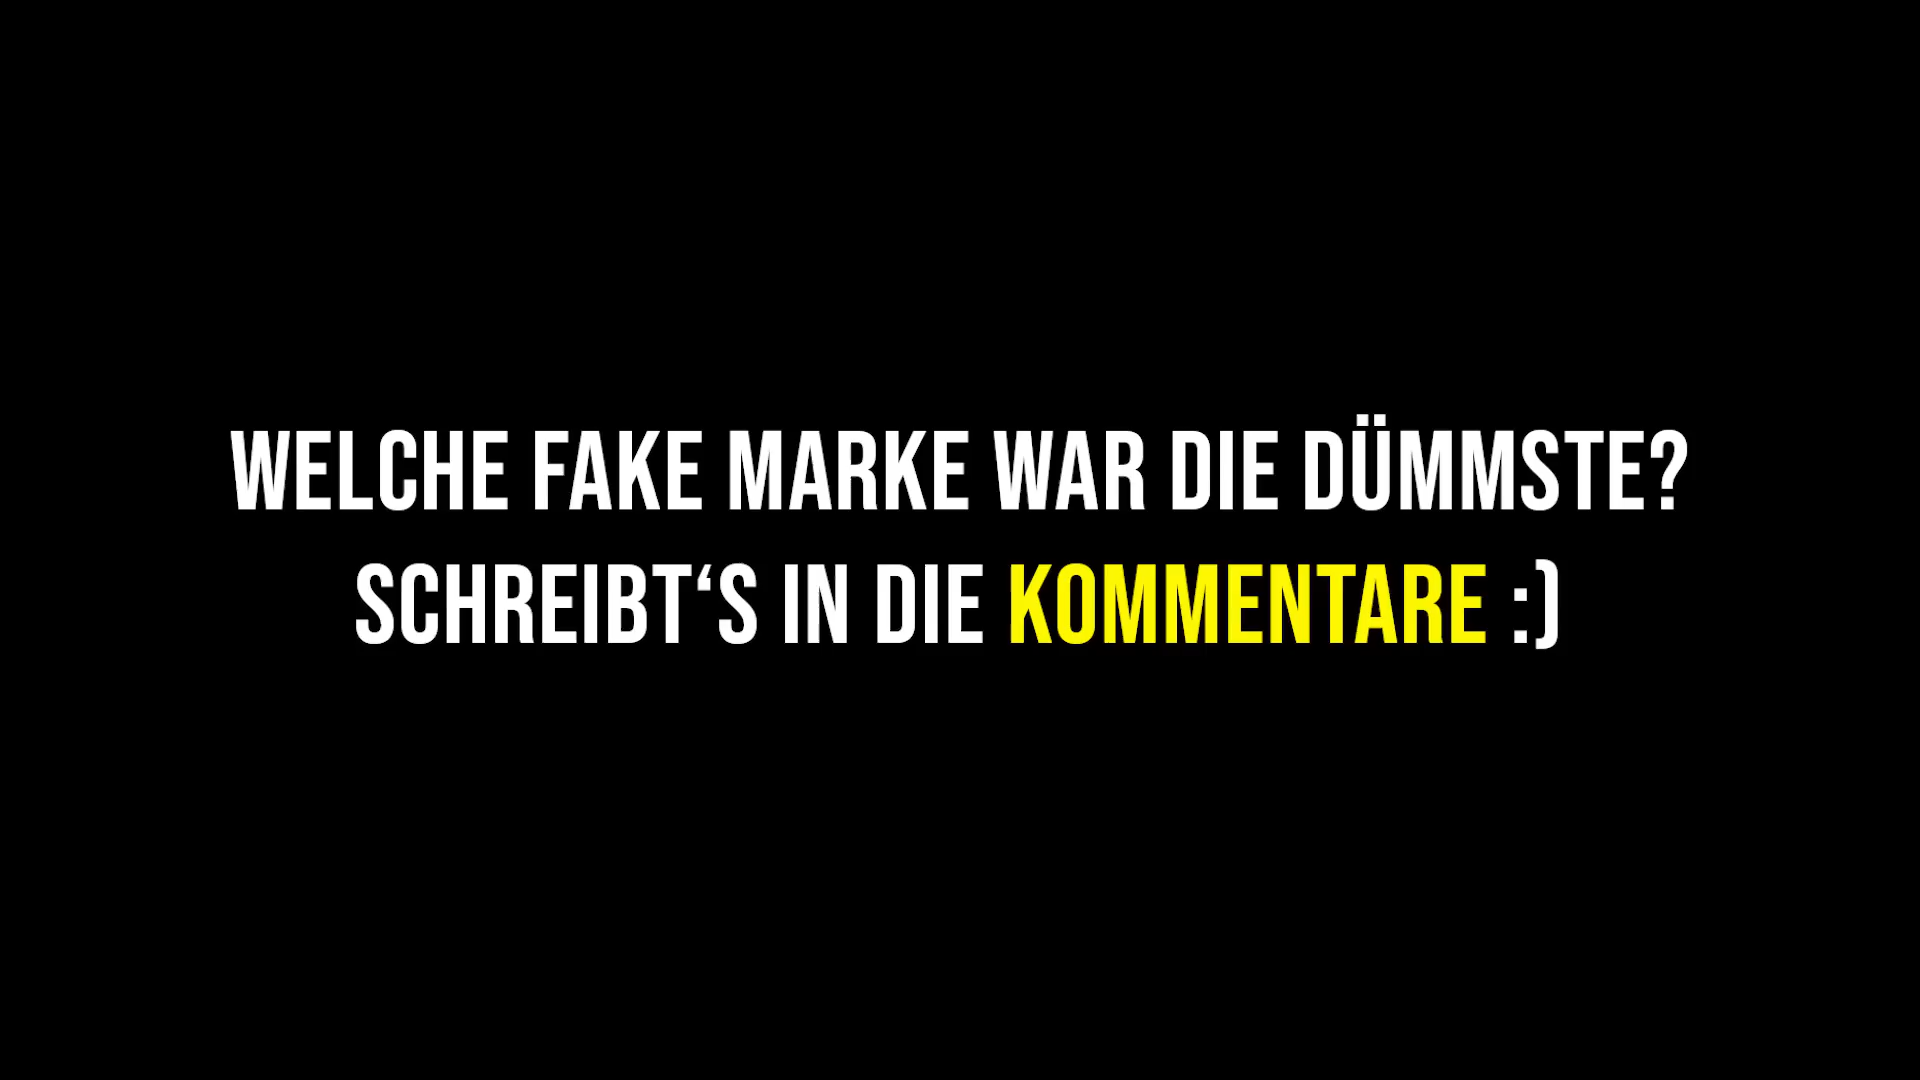 WELCHE FAKE MARKE WAR DIE DÜMMSTE?
SCHREIBT‘S IN DIE KOMMENTARE :)